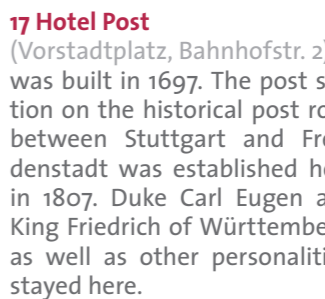 17 Hotel Post
(Vorstadtplatz, Bahnhofstr. 2)
was built in 1697. The post s
tion on the historical post ro
between Stuttgart and Fre
denstadt was established he
in 1807. Duke Carl Eugen a
King Friedrich of Württembe
as well as other personaliti
stayed here.